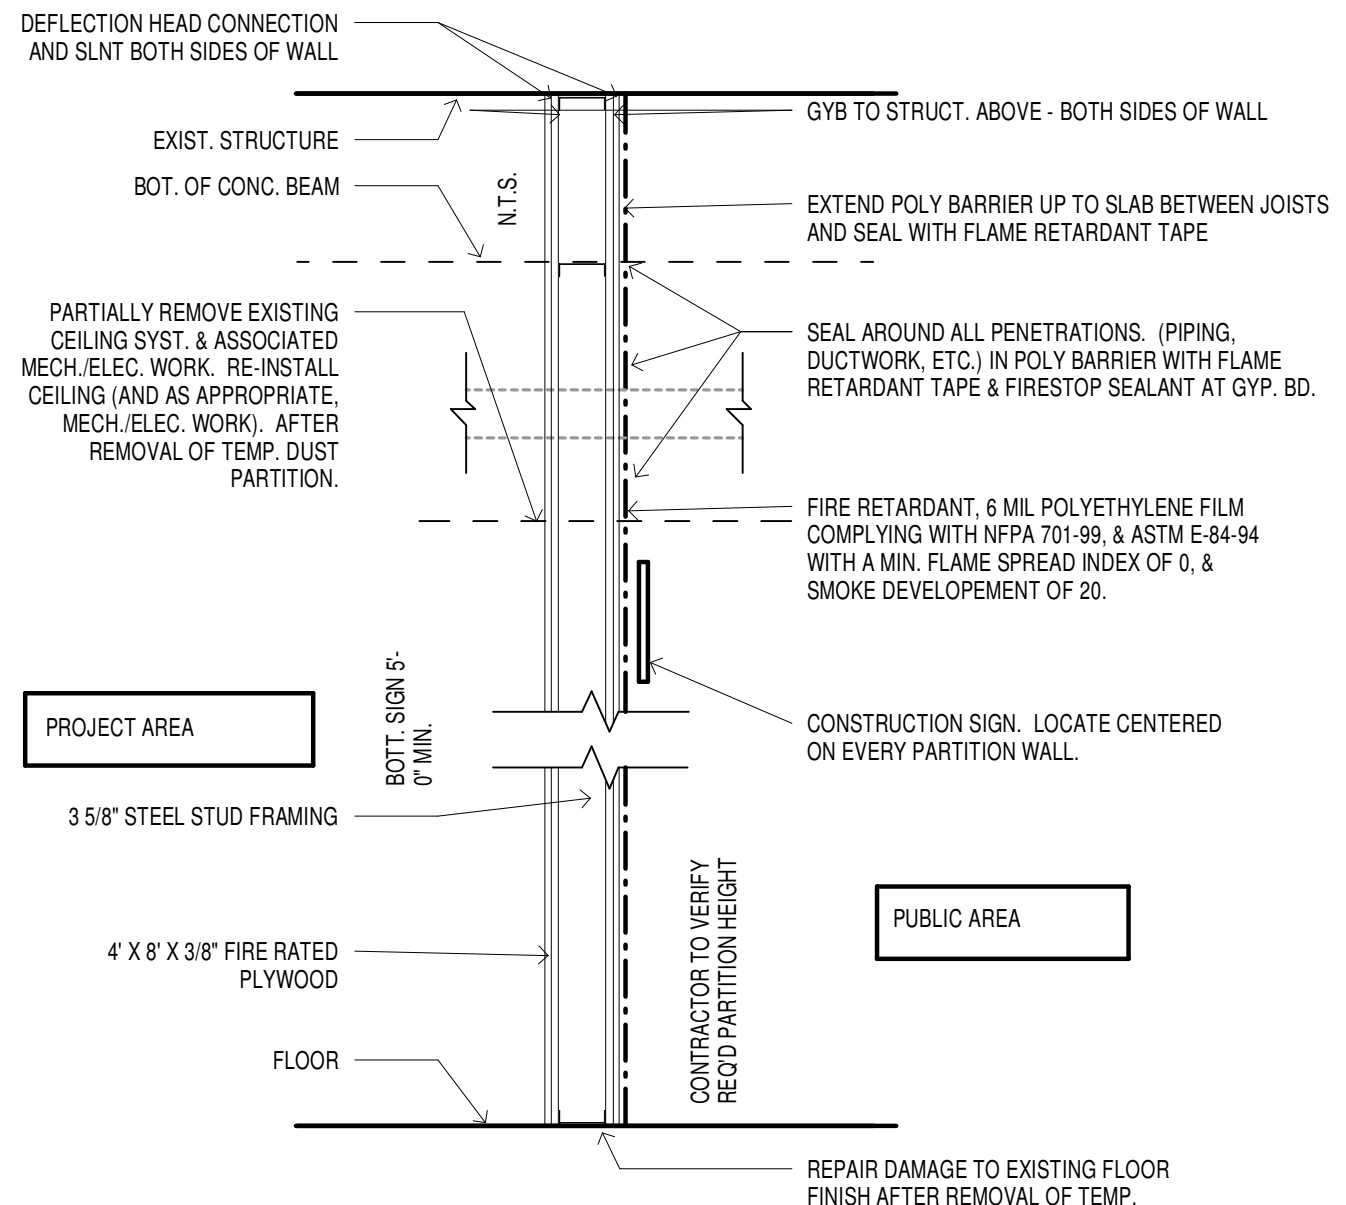 DEFLECTION HEAD CONNECTION
AND SLNT BOTH SIDES OF WALL
EXIST. STRUCTURE
BOT. OF CONC. BEAM
PARTIALLY REMOVE EXISTING
CEILING SYST. & ASSOCIATED
MECH./ELEC. WORK. RE-INSTALL
CEILING (AND AS APPROPRIATE,
MECH./ELEC. WORK). AFTER
REMOVAL OF TEMP. DUST
PARTITION.
PROJECT AREA
3 5/8" STEEL STUD FRAMING
4' X 8' X 3/8" FIRE RATED
PLYWOOD
FLOOR
N.T.S.
BOTT. SIGN 5'-
0" MIN.
CONTRACTOR TO VERIFY
REQ'D PARTITION HEIGHT
GYB TO STRUCT. ABOVE - BOTH SIDES OF WALL
EXTEND POLY BARRIER UP TO SLAB BETWEEN JOISTS
AND SEAL WITH FLAME RETARDANT TAPE
SEAL AROUND ALL PENETRATIONS. (PIPING,
DUCTWORK, ETC.) IN POLY BARRIER WITH FLAME
RETARDANT TAPE & FIRESTOP SEALANT AT GYP. BD.
FIRE RETARDANT, 6 MIL POLYETHYLENE FILM
COMPLYING WITH NFPA 701-99, & ASTM E-84-94
WITH A MIN. FLAME SPREAD INDEX OF 0, &
SMOKE DEVELOPEMENT OF 20.
CONSTRUCTION SIGN. LOCATE CENTERED
ON EVERY PARTITION WALL.
PUBLIC AREA
REPAIR DAMAGE TO EXISTING FLOOR
FINISH AFTER REMOVAL OF TEMP.